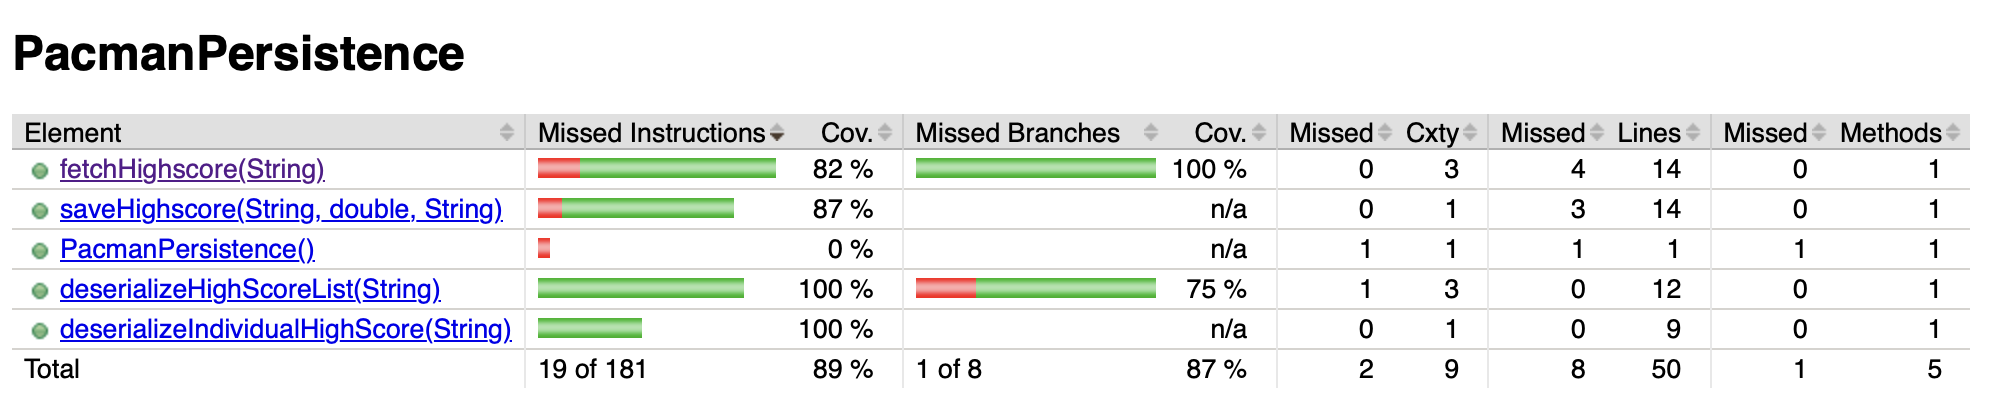 PacmanPersistence
Element Missed Instructions Cov. Missed Branches Cov. Missed Cxty Missed Lines Missed Methods
fetchHighscore(String) 82 % 100 % 0 3 4 14 0 1
saveHighscore(String, double, String) 87 % n/a 0 1 3 14 0 1
PacmanPersistence() 0 % n/a 1 1 1 1 1 1
deserializeHighScoreList(String) 100 % 75 % 1 3 0 12 0 1
deserializeIndividualHighScore(String) 100 % n/a 0 1 0 9 0 1
Total 19 of 181 89 % 1 of 8 87 % 2 9 8 50 1 5